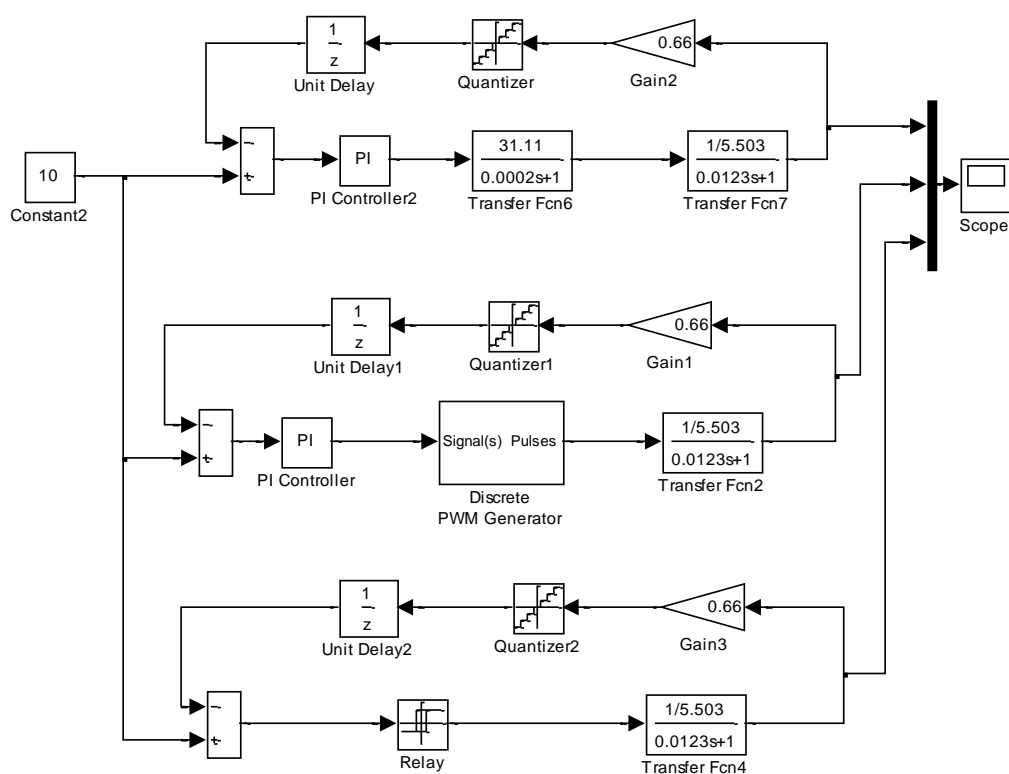 1
z
Unit Delay
Quantizer
0.66
Gain2
-
+
PI
PI Controller2
31.11
0.0002s+1
Transfer Fcn6
1/5.503
0.0123s+1
Transfer Fcn7
10
Constant2
Scope
1
z
Unit Delay1
Quantizer1
0.66
Gain1
-
+
PI
PI Controller
Signal(s) Pulses
Discrete
PWM Generator
1/5.503
0.0123s+1
Transfer Fcn2
1
z
Unit Delay2
Quantizer2
0.66
Gain3
-
+
Relay
1/5.503
0.0123s+1
Transfer Fcn4